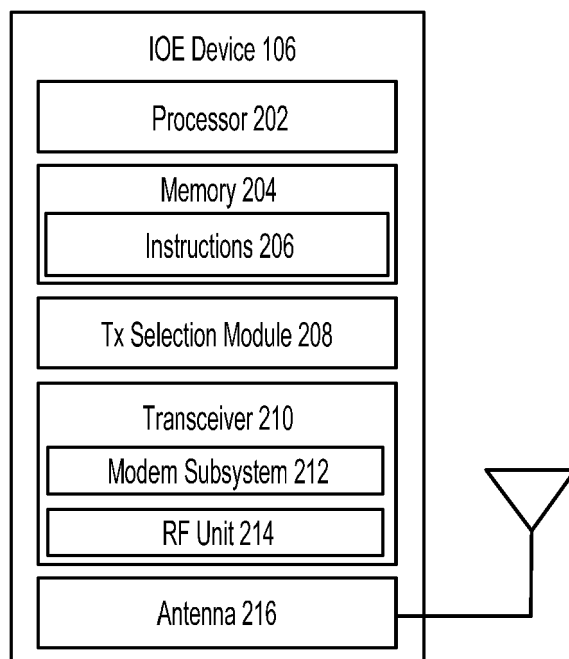 IOE Device 106
Processor 202
Memory 204
Instructions 206
Tx Selection Module 208
Transceiver 210
Modem Subsystem 212
RF Unit 214
Antenna 216